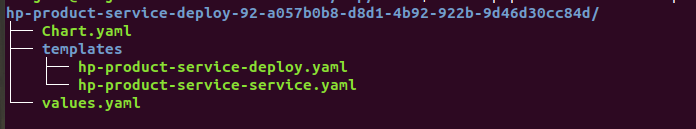 hp-product-service-deploy-92-a057b0b8-d8d1-4b92-922b-9d46d30cc84d/
├── Chart.yaml
├── templates
│   ├── hp-product-service-deploy.yaml
│   └── hp-product-service-service.yaml
└── values.yaml